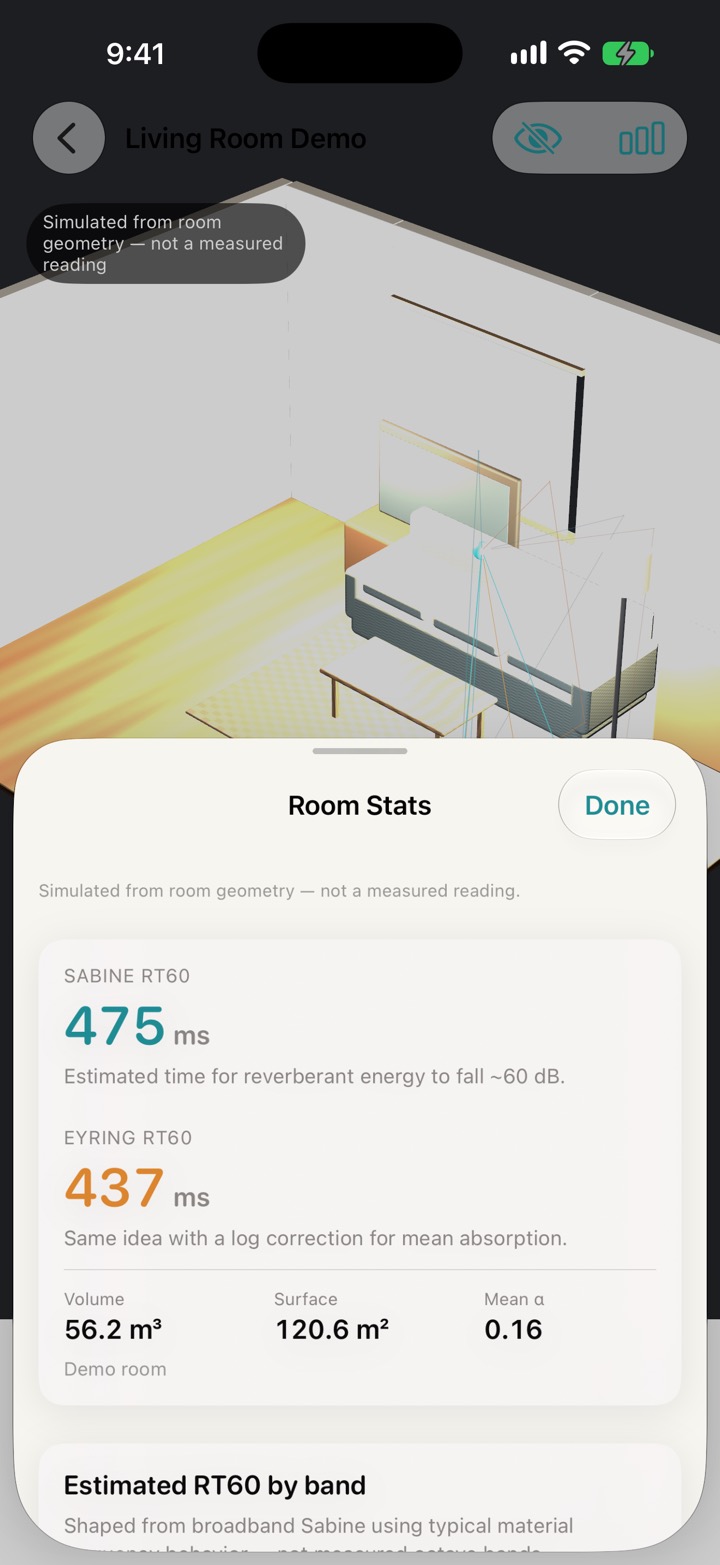 9:41
Living Room Demo
Simulated from room
geometry — not a measured
reading
Room Stats
Done
Simulated from room geometry — not a measured reading.
SABINE RT60
475 ms
Estimated time for reverberant energy to fall ~60 dB.
EYRING RT60
437 ms
Same idea with a log correction for mean absorption.
Volume Surface Mean α
56.2 m³ 120.6 m² 0.16
Demo room
Estimated RT60 by band
Shaped from broadband Sabine using typical material